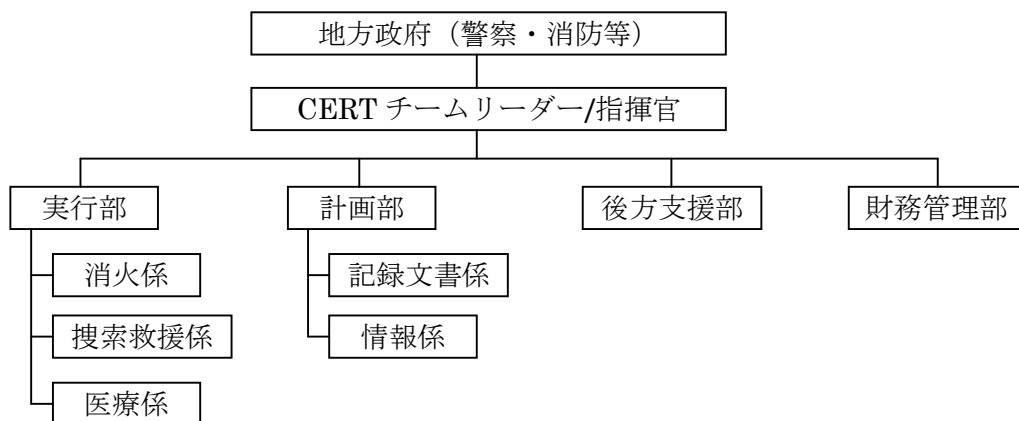 地方政府（警察・消防等）
CERT チームリーダー/指揮官
実行部
計画部
後方支援部
財務管理部
消火係
記録文書係
捜索救援係
情報係
医療係